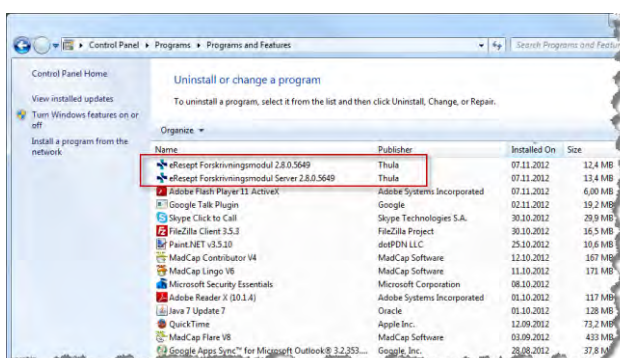 Control Panel ▸ Programs ▸ Programs and Features
Search Programs and Featur
Control Panel Home
View installed updates
Turn Windows features on or
off
Install a program from the
network
Uninstall or change a program
To uninstall a program, select it from the list and then click Uninstall, Change, or Repair.
Organize
Name Publisher Installed On Size
eResept Forskrivningsmodul 2.8.0.5649 Thula 07.11.2012 12,4 MB
eResept Forskrivningsmodul Server 2.8.0.5649 Thula 07.11.2012 13,4 MB
Adobe Flash Player 11 ActiveX Adobe Systems Incorporated 07.11.2012 6,00 MB
Google Talk Plugin Google 02.11.2012 19,2 MB
Skype Click to Call Skype Technologies S.A. 30.10.2012 29,9 MB
FileZilla Client 3.5.3 FileZilla Project 30.10.2012 16,5 MB
Paint.NET v3.5.10 dotPDN LLC 25.10.2012 10,6 MB
MadCap Contributor V4 MadCap Software 12.10.2012 167 MB
MadCap Lingo V6 MadCap Software 11.10.2012 171 MB
Microsoft Security Essentials Microsoft Corporation 08.10.2012
Adobe Reader X (10.1.4) Adobe Systems Incorporated 01.10.2012 117 MB
Java 7 Update 7 Oracle 01.10.2012 128 MB
QuickTime Apple Inc. 12.09.2012 73,2 MB
MadCap Flare V8 MadCap Software 03.09.2012 433 MB
Google Apps Sync™ for Microsoft Outlook® 3.2.353.... Google, Inc. 28.08.2012 37,8 M